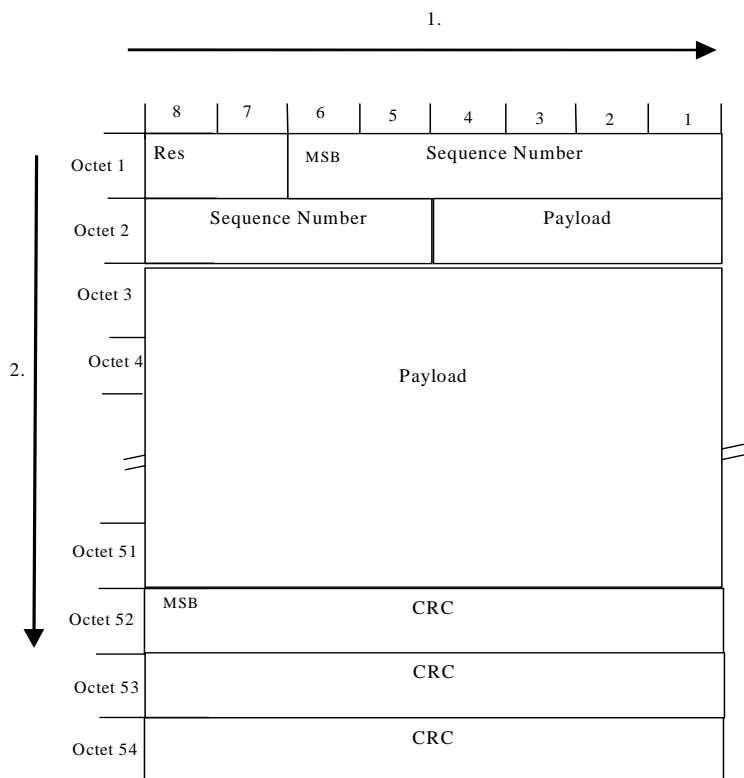 1.
8 7 6 5 4 3 2 1
Octet 1 Res MSB Sequence Number
Octet 2 Sequence Number Payload
Octet 3
Octet 4
2.
Payload
Octet 51
Octet 52 MSB CRC
Octet 53 CRC
Octet 54 CRC